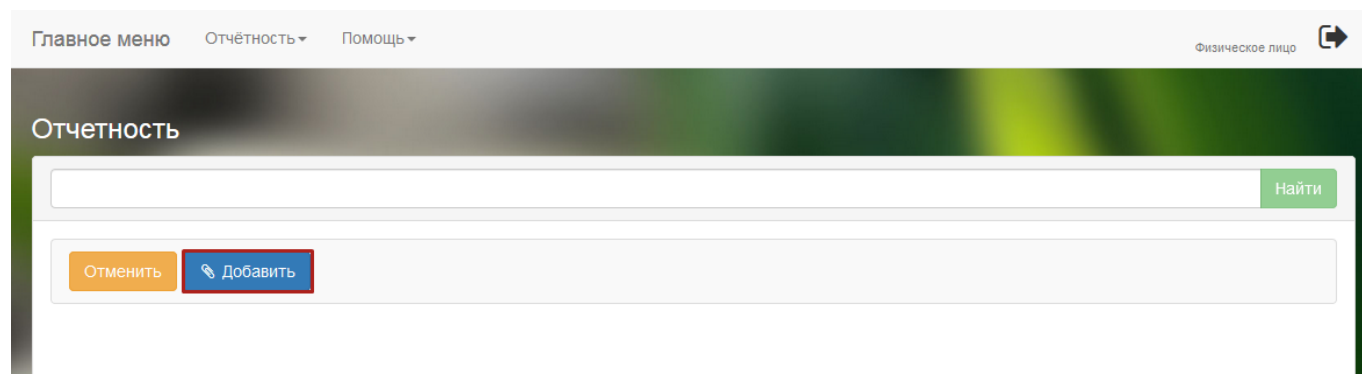 Главное меню Отчётность Помощь Физическое лицо
Отчетность
Найти
Отменить Добавить